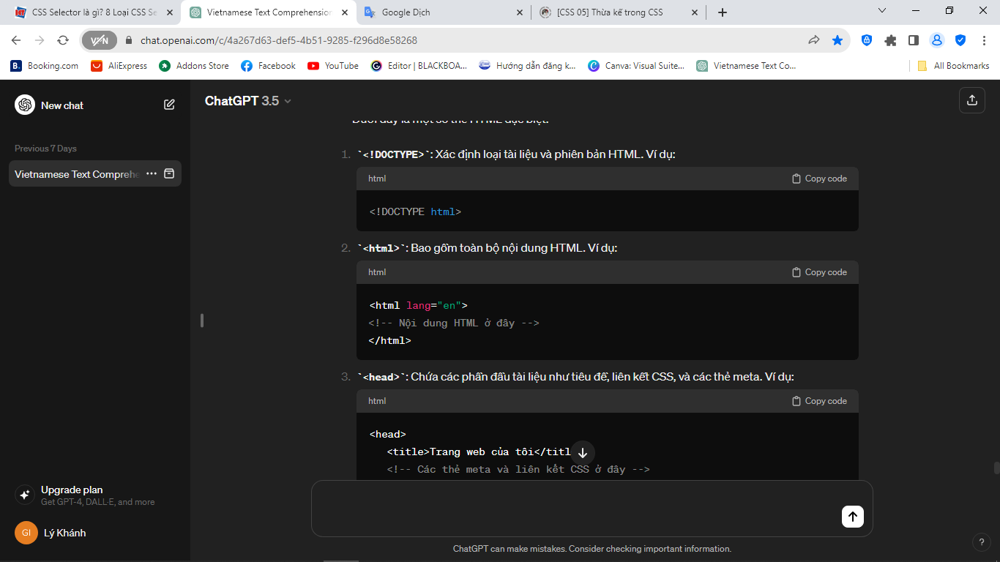 CSS Selector là gì? 8 Loại CSS Se
Vietnamese Text Comprehension
Google Dịch
[CSS 05] Thừa kế trong CSS
VPN
chat.openai.com/c/4a267d63-def5-4b51-9285-f296d8e58268
Booking.com
AliExpress
Addons Store
Facebook
YouTube
Editor | BLACKBOA...
Hướng dẫn đăng k...
Canva: Visual Suite...
Vietnamese Text Co...
All Bookmarks
New chat
ChatGPT 3.5
Previous 7 Days
Vietnamese Text Comprehe
Dưới đây là một số thẻ HTML đặc biệt:
1. `<!DOCTYPE>`: Xác định loại tài liệu và phiên bản HTML. Ví dụ:
html
Copy code
<!DOCTYPE html>
2. `<html>`: Bao gồm toàn bộ nội dung HTML. Ví dụ:
html
Copy code
<html lang="en">
<!-- Nội dung HTML ở đây -->
</html>
3. `<head>`: Chứa các phần đầu tài liệu như tiêu đề, liên kết CSS, và các thẻ meta. Ví dụ:
html
Copy code
<head>
<title>Trang web của tôi</titl
<!-- Các thẻ meta và liên kết CSS ở đây -->
Upgrade plan
Get GPT-4, DALL·E, and more
GI
Lý Khánh
ChatGPT can make mistakes. Consider checking important information.
?